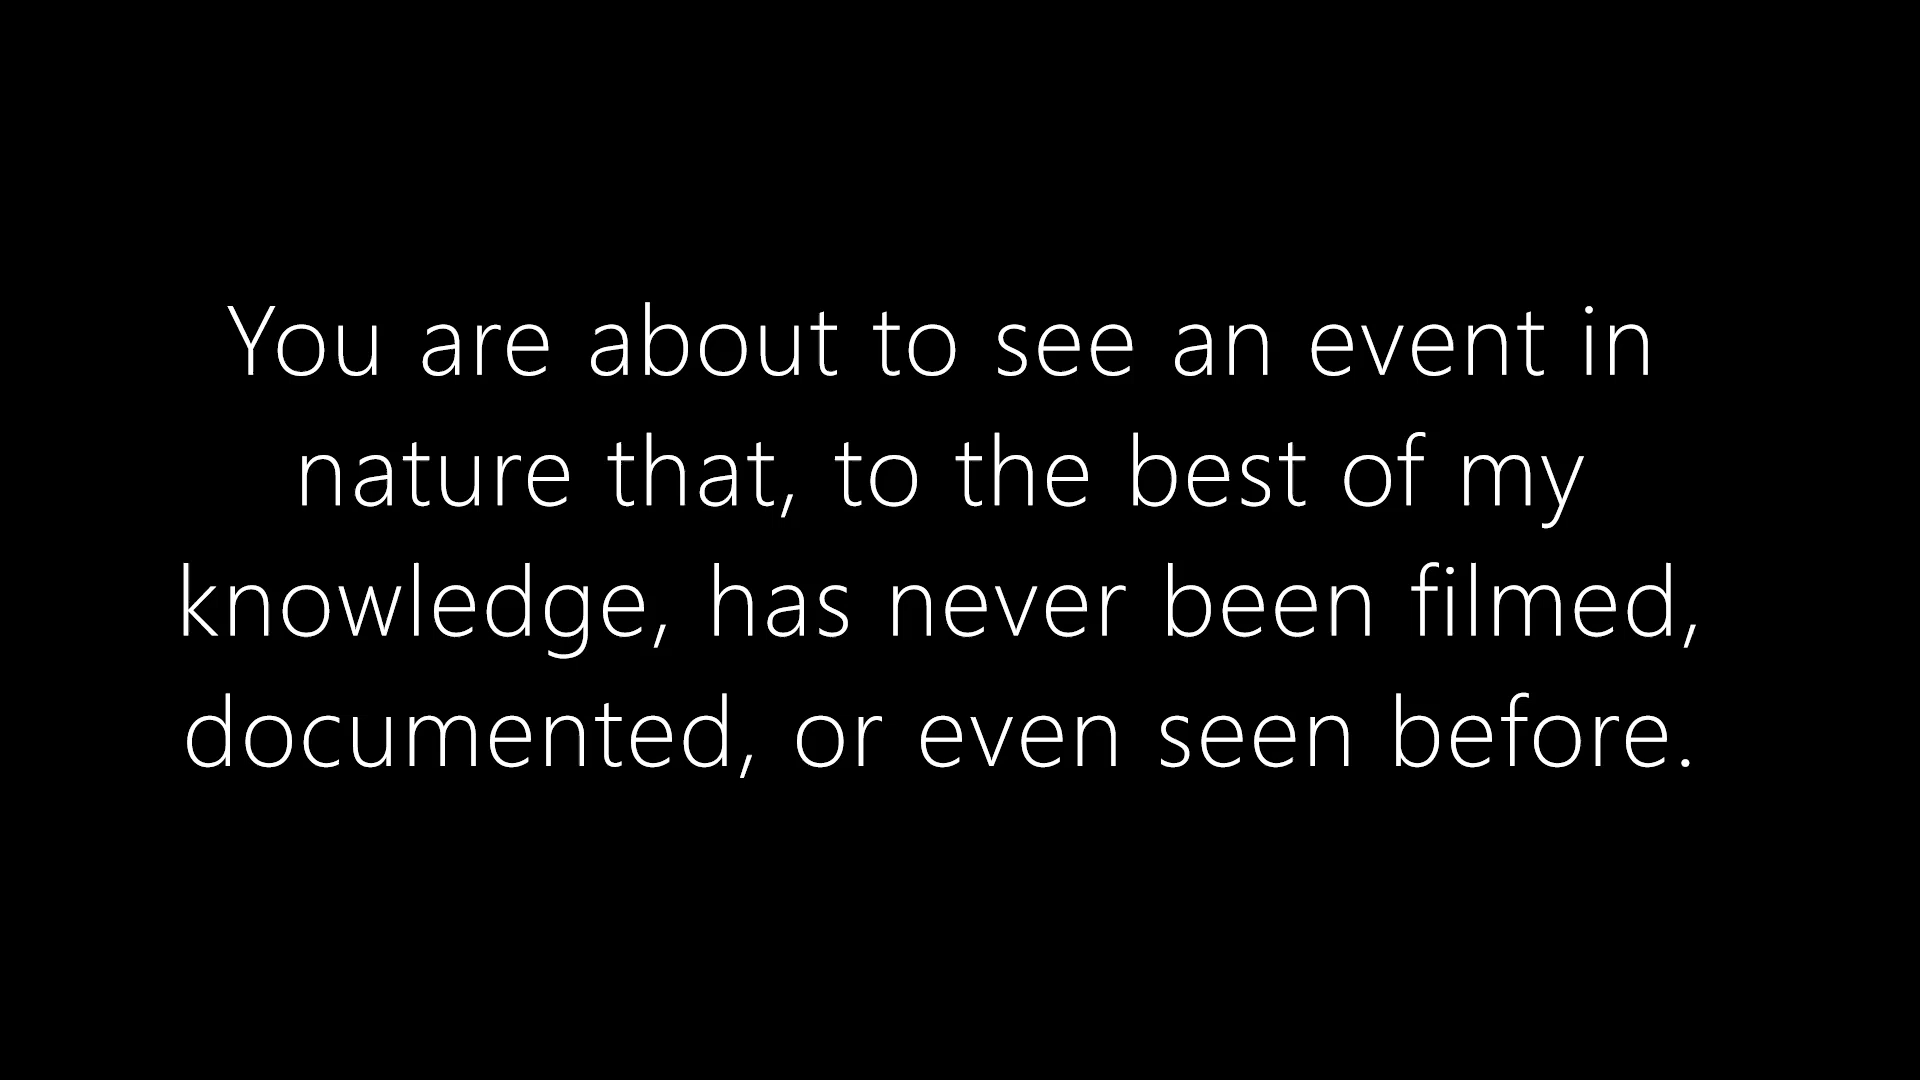 You are about to see an event in
nature that, to the best of my
knowledge, has never been filmed,
documented, or even seen before.